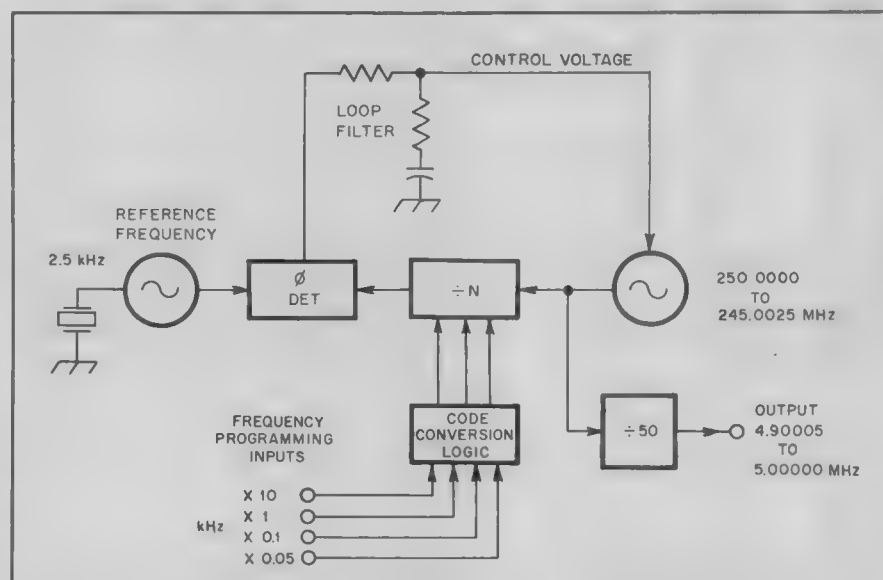 CONTROL VOLTAGE
LOOP
FILTER
REFERENCE
FREQUENCY
2.5 kHz
ϕ
DET
÷N
250 0000
TO
245.0025 MHz
FREQUENCY
PROGRAMMING
INPUTS
CODE
CONVERSION
LOGIC
÷50
OUTPUT
4.90005
TO
5.00000 MHz
kHz
X 10
X 1
X 0.1
X 0.05